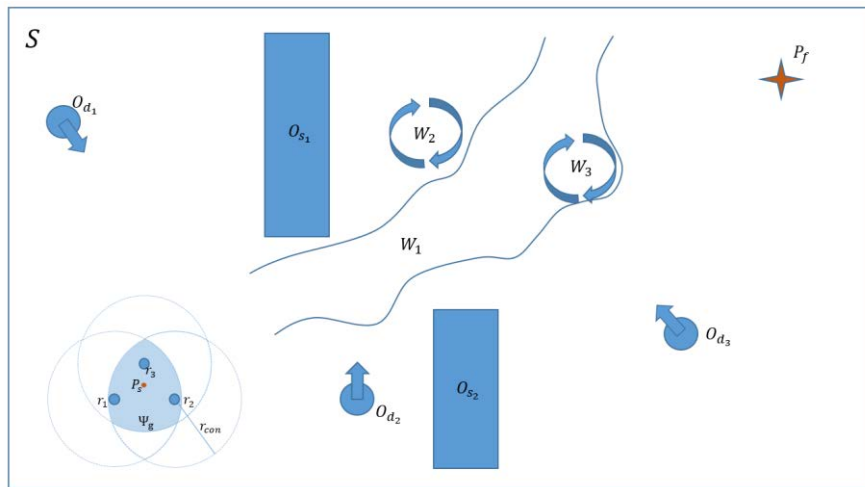 S
P_f
O_{d_1}
O_{s_1}
W_2
W_3
W_1
O_{d_3}
r_3
P_s
r_1
r_2
Ψ_g
r_{con}
O_{d_2}
O_{s_2}